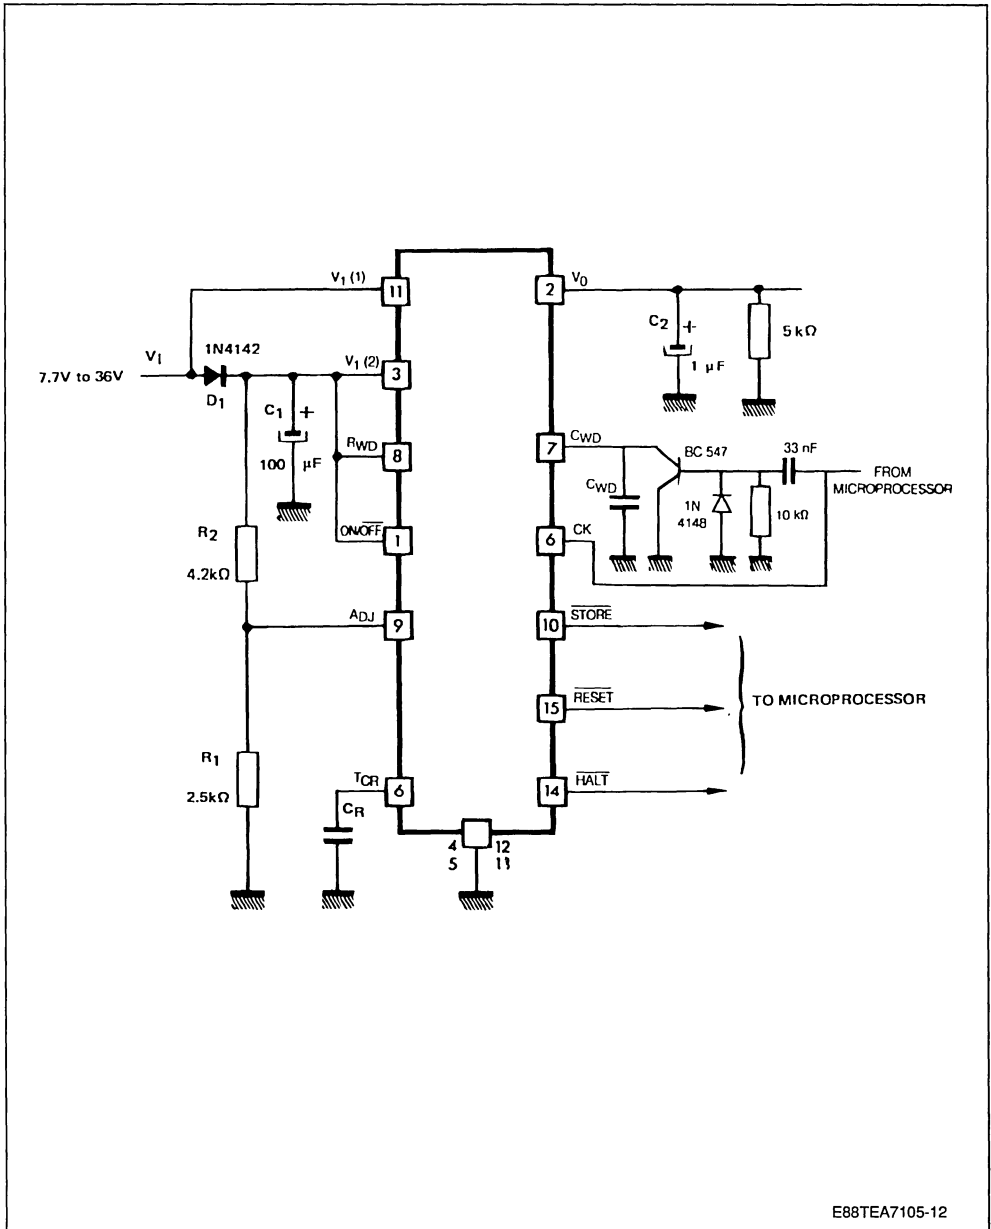 V1 (1)
11
2
V0
C2
+
1 μF
5 kΩ
7.7V to 36V
VI
1N4142
D1
V1 (2)
3
C1
+
100 μF
RWD
8
7
CWD
CWD
BC 547
33 nF
FROM
MICROPROCESSOR
1N
4148
10 kΩ
ON/OFF
1
6
CK
R2
4.2kΩ
ADJ
9
10
STORE
15
RESET
TO MICROPROCESSOR
R1
2.5kΩ
TCR
6
CR
14
HALT
4 12
5 13
E88TEA7105-12